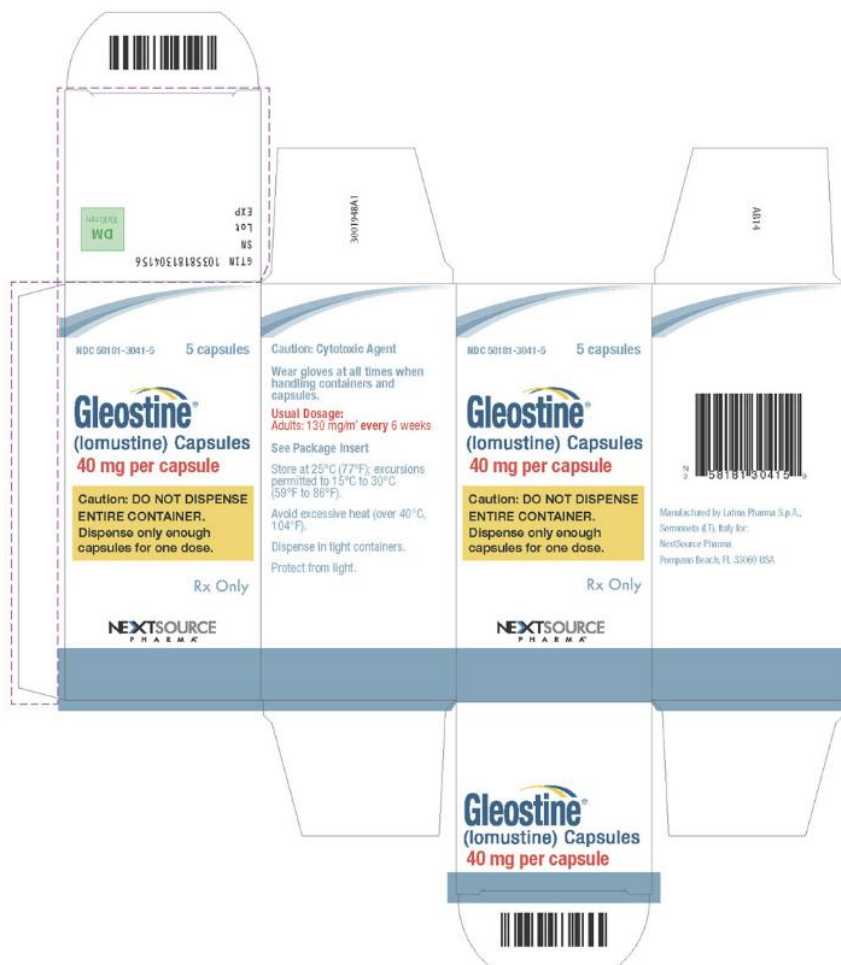 GTIN 10358181304156
SN
Lot
EXP
DM
10x10 mm
3001948A1
AB14
NDC 58181-3041-5 5 capsules
Gleostine®
(lomustine) Capsules
40 mg per capsule
Caution: DO NOT DISPENSE
ENTIRE CONTAINER.
Dispense only enough
capsules for one dose.
Rx Only
NEXTSOURCE
PHARMA
Caution: Cytotoxic Agent
Wear gloves at all times when
handling containers and
capsules.
Usual Dosage:
Adults: 130 mg/m² every 6 weeks
See Package Insert
Store at 25°C (77°F); excursions
permitted to 15°C to 30°C
(59°F to 86°F).
Avoid excessive heat (over 40°C,
104°F).
Dispense in tight containers.
Protect from light.
NDC 58181-3041-5 5 capsules
Gleostine®
(lomustine) Capsules
40 mg per capsule
Caution: DO NOT DISPENSE
ENTIRE CONTAINER.
Dispense only enough
capsules for one dose.
Rx Only
NEXTSOURCE
PHARMA
N3 58181 30415 9
Manufactured by Latina Pharma S.p.A.,
Sermoneta (LT), Italy for:
NextSource Pharma
Pompano Beach, FL 33069 USA
Gleostine®
(lomustine) Capsules
40 mg per capsule